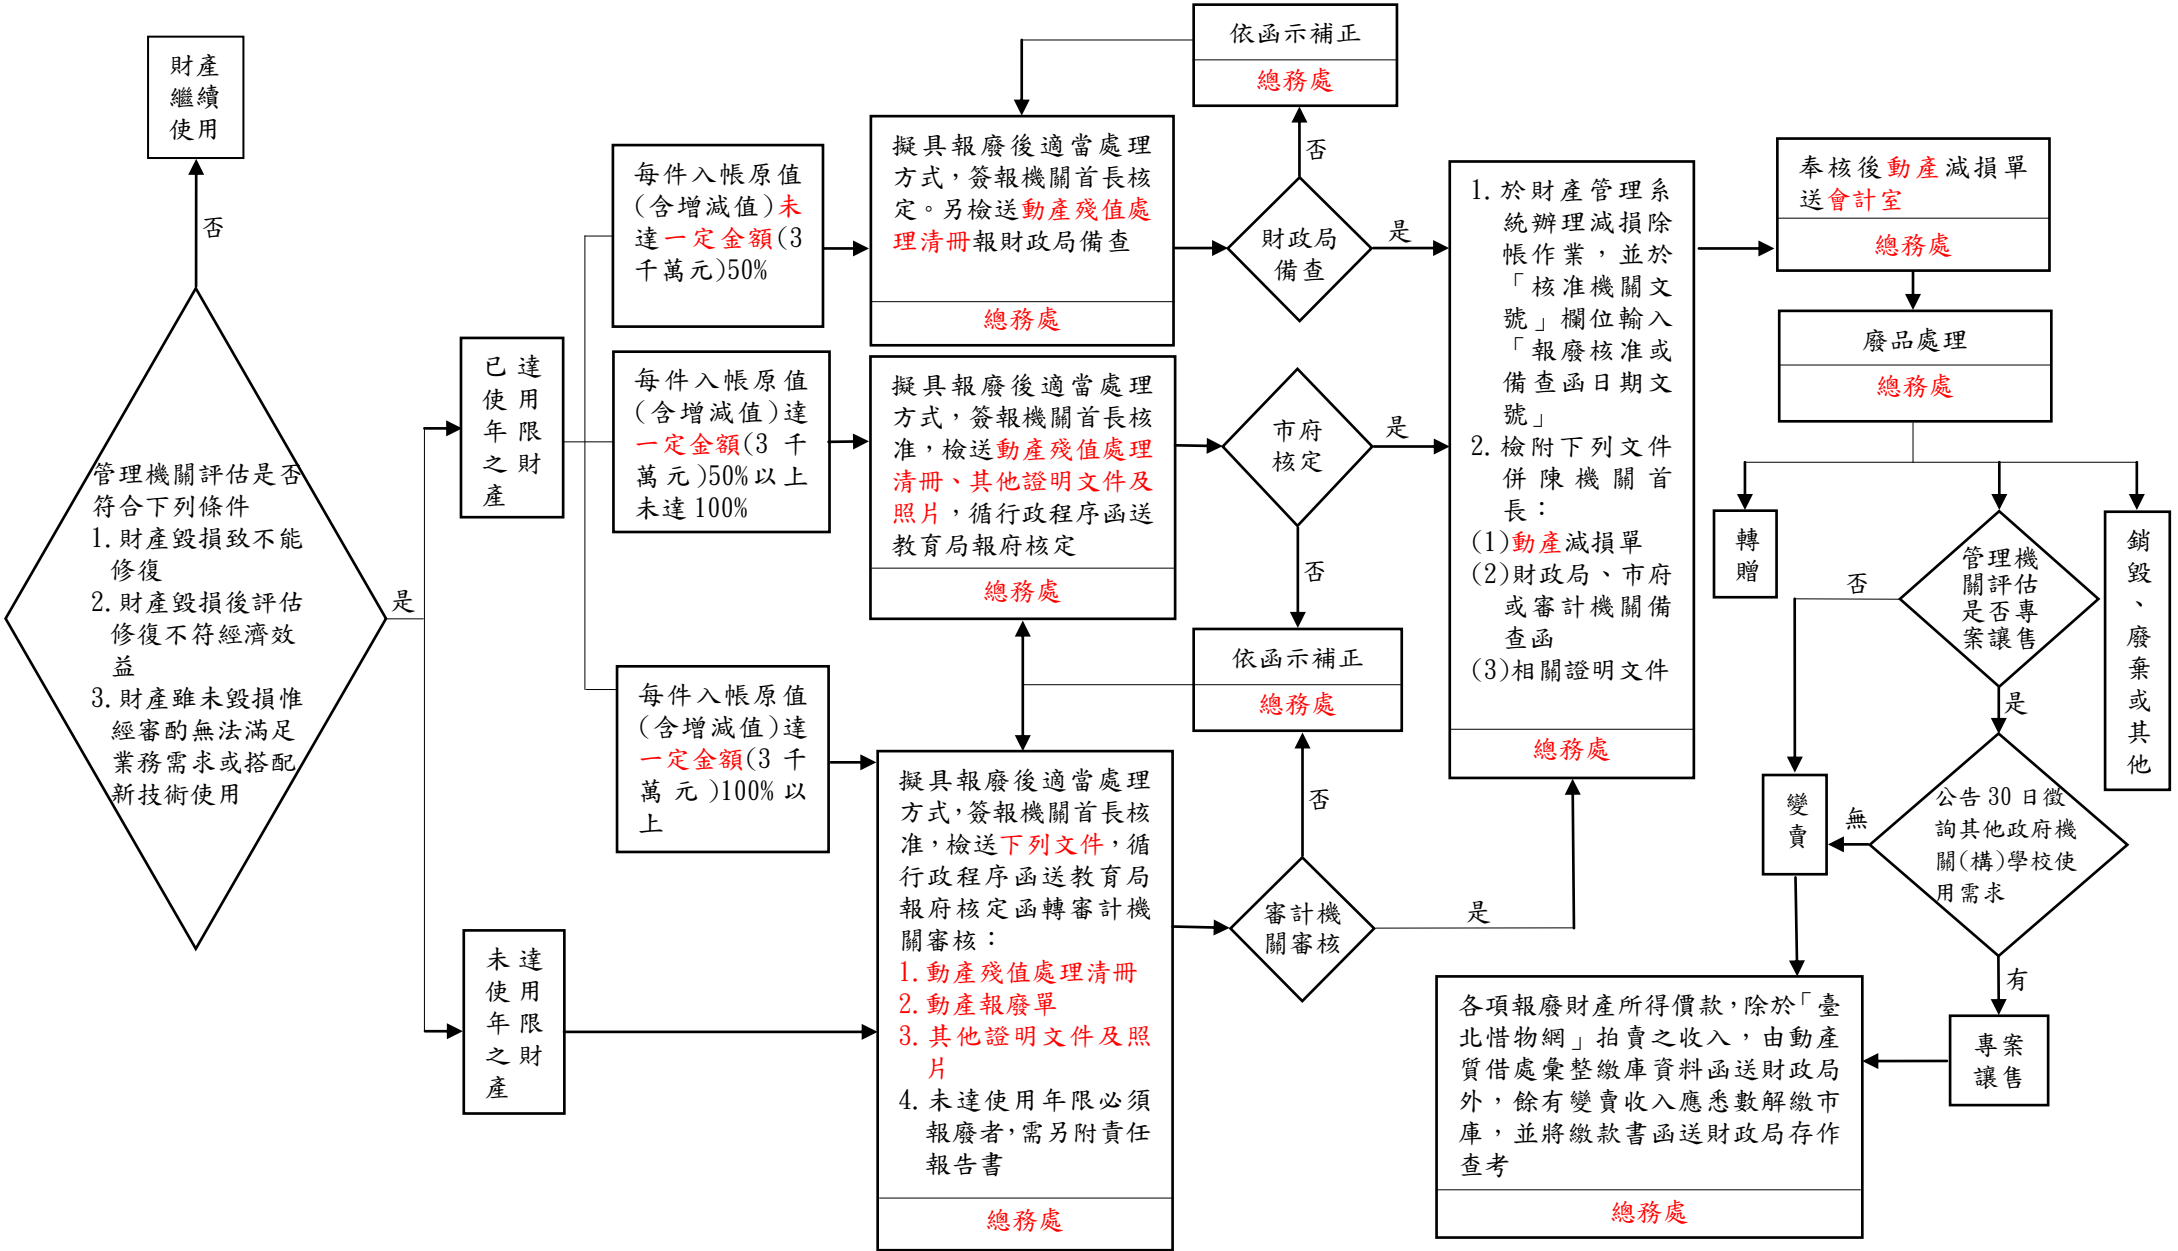 財產
繼續
使用
否
管理機關評估是否
符合下列條件
1.財產毀損致不能
修復
2.財產毀損後評估
修復不符經濟效
益
3.財產雖未毀損惟
經審酌無法滿足
業務需求或搭配
新技術使用
是
已達
使用
年限
之財
產
未達
使用
年限
之財
產
每件入帳原值
(含增減值)未
達一定金額(3
千萬元)50%
每件入帳原值
(含增減值)達
一定金額(3 千
萬元)50%以上
未達100%
每件入帳原值
(含增減值)達
一定金額(3 千
萬元)100%以
上
擬具報廢後適當處理
方式,簽報機關首長核
定。另檢送動產殘值處
理清冊報財政局備查
總務處
擬具報廢後適當處理
方式,簽報機關首長核
准,檢送動產殘值處理
清冊、其他證明文件及
照片,循行政程序函送
教育局報府核定
總務處
擬具報廢後適當處理
方式,簽報機關首長核
准,檢送下列文件,循
行政程序函送教育局
報府核定函轉審計機
關審核:
1.動產殘值處理清冊
2.動產報廢單
3.其他證明文件及照
片
4.未達使用年限必須
報廢者,需另附責任
報告書
總務處
依函示補正
總務處
否
財政局
備查
是
市府
核定
是
否
依函示補正
總務處
否
審計機
關審核
是
1.於財產管理系
統辦理減損除
帳作業,並於
「核准機關文
號」欄位輸入
「報廢核准或
備查函日期文
號」
2.檢附下列文件
併陳機關首
長:
(1)動產減損單
(2)財政局、市府
或審計機關備
查函
(3)相關證明文件
總務處
奉核後動產減損單
送會計室
總務處
廢品處理
總務處
轉
贈
管理機
關評估
是否專
案讓售
否
是
銷
毀
、
廢
棄
或
其
他
變
賣
無
公告30日徵
詢其他政府機
關(構)學校使
用需求
有
專案
讓售
各項報廢財產所得價款,除於「臺
北惜物網」拍賣之收入,由動產
質借處彙整繳庫資料函送財政局
外,餘有變賣收入應悉數解繳市
庫,並將繳款書函送財政局存作
查考
總務處